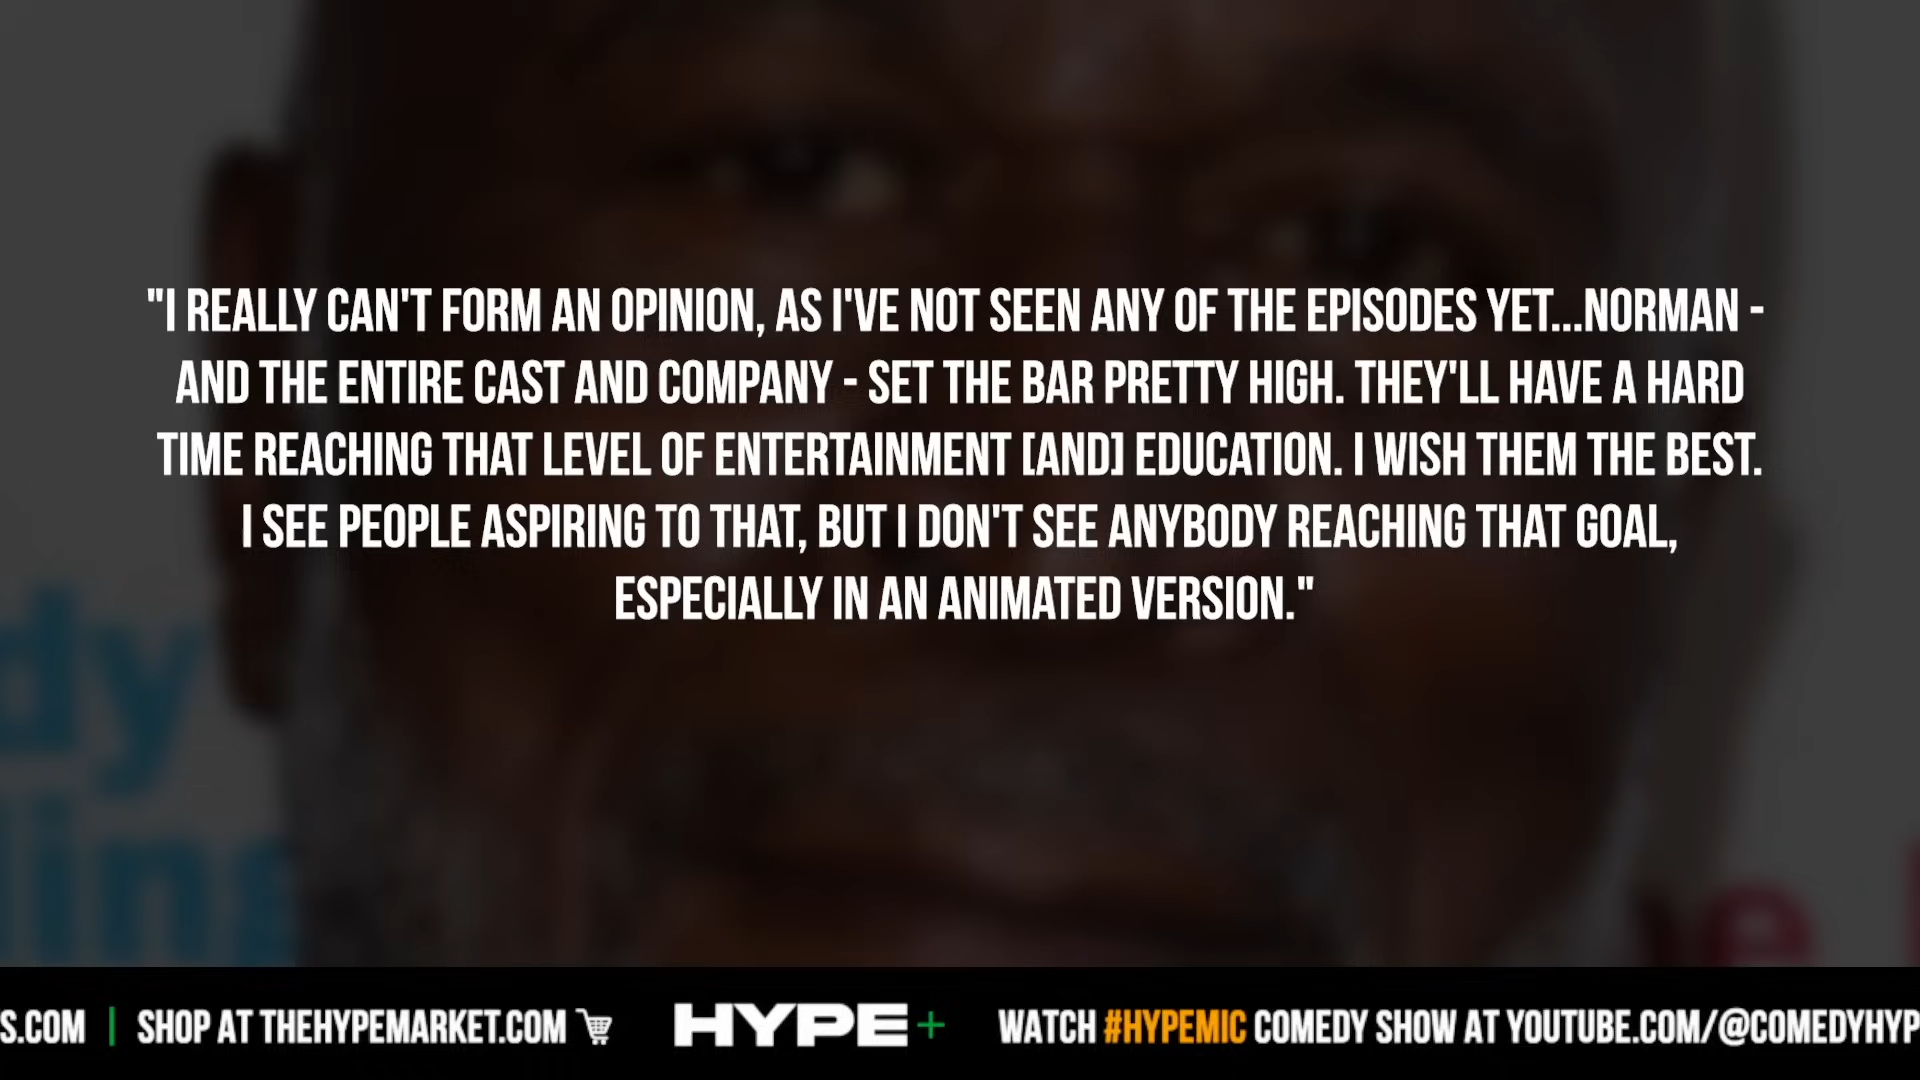 "I REALLY CAN'T FORM AN OPINION, AS I'VE NOT SEEN ANY OF THE EPISODES YET...NORMAN -
AND THE ENTIRE CAST AND COMPANY - SET THE BAR PRETTY HIGH. THEY'LL HAVE A HARD
TIME REACHING THAT LEVEL OF ENTERTAINMENT [AND] EDUCATION. I WISH THEM THE BEST.
I SEE PEOPLE ASPIRING TO THAT, BUT I DON'T SEE ANYBODY REACHING THAT GOAL,
ESPECIALLY IN AN ANIMATED VERSION."
dy
ling
e
S.COM | SHOP AT THEHYPEMARKET.COM HYPE+ WATCH #HYPEMIC COMEDY SHOW AT YOUTUBE.COM/@COMEDYHYP